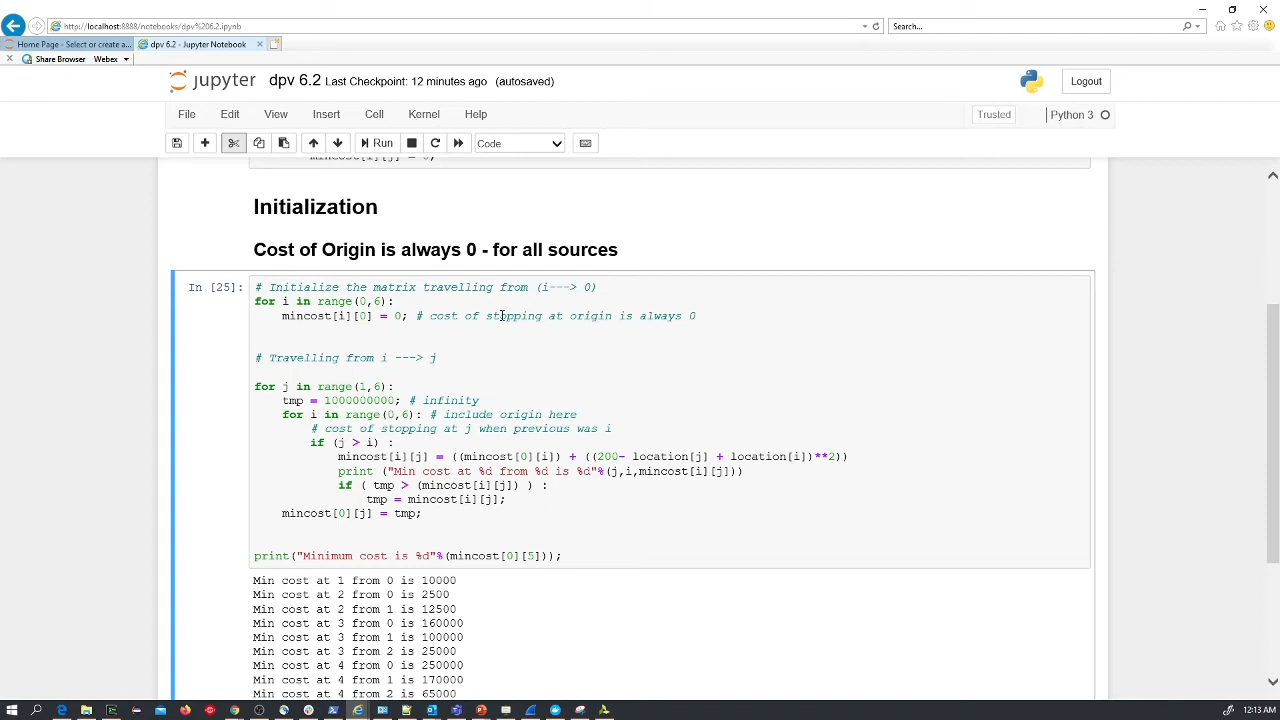 http://localhost:8888/notebooks/dpv%206.2.ipynb
Search...
Home Page - Select or create a...
dpv 6.2 - Jupyter Notebook
Share Browser Webex
jupyter dpv 6.2 Last Checkpoint: 12 minutes ago (autosaved)
Logout
File Edit View Insert Cell Kernel Help
Trusted
Python 3
Run
Code
mincost[i][j] = 0;
Initialization
Cost of Origin is always 0 - for all sources
In [25]:
# Initialize the matrix travelling from (i---> 0)
for i in range(0,6):
mincost[i][0] = 0; # cost of stopping at origin is always 0
# Travelling from i ---> j
for j in range(1,6):
tmp = 1000000000; # infinity
for i in range(0,6): # include origin here
# cost of stopping at j when previous was i
if (j > i) :
mincost[i][j] = ((mincost[0][i]) + ((200- location[j] + location[i])**2))
print ("Min cost at %d from %d is %d"%(j,i,mincost[i][j]))
if ( tmp > (mincost[i][j]) ) :
tmp = mincost[i][j];
mincost[0][j] = tmp;
print("Minimum cost is %d"%(mincost[0][5]));
Min cost at 1 from 0 is 10000
Min cost at 2 from 0 is 2500
Min cost at 2 from 1 is 12500
Min cost at 3 from 0 is 160000
Min cost at 3 from 1 is 100000
Min cost at 3 from 2 is 25000
Min cost at 4 from 0 is 250000
Min cost at 4 from 1 is 170000
Min cost at 4 from 2 is 65000
12:13 AM